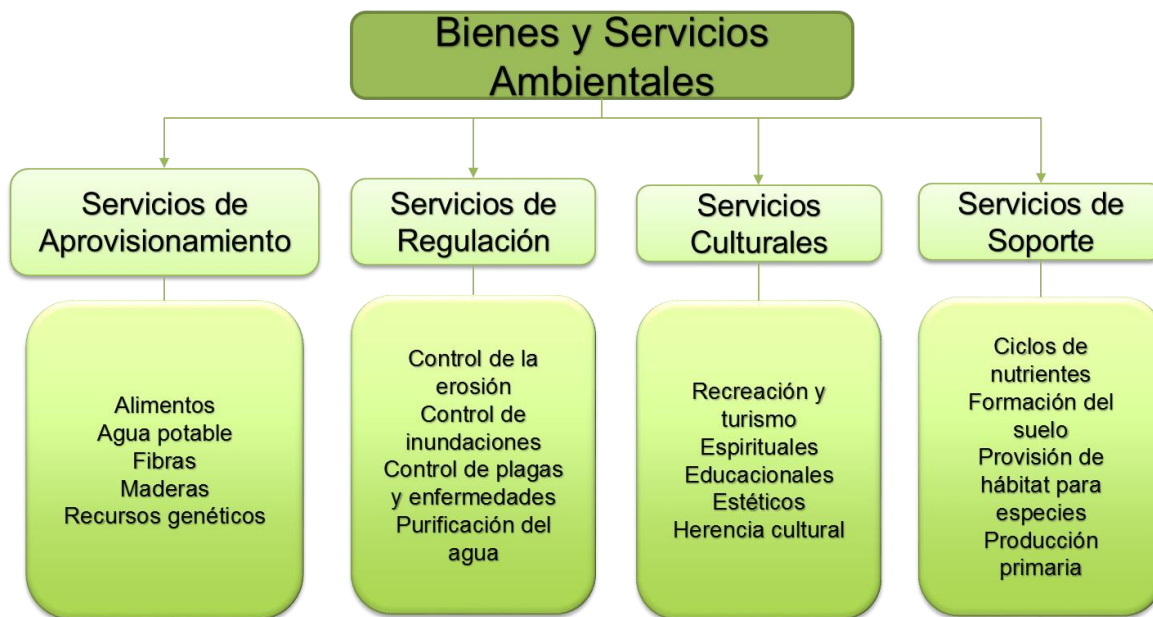 Bienes y Servicios
Ambientales
Servicios de
Aprovisionamiento
Servicios de
Regulación
Servicios
Culturales
Servicios de
Soporte
Alimentos
Agua potable
Fibras
Maderas
Recursos genéticos
Control de la
erosión
Control de
inundaciones
Control de plagas
y enfermedades
Purificación del
agua
Recreación y
turismo
Espirituales
Educacionales
Estéticos
Herencia cultural
Ciclos de
nutrientes
Formación del
suelo
Provisión de
hábitat para
especies
Producción
primaria